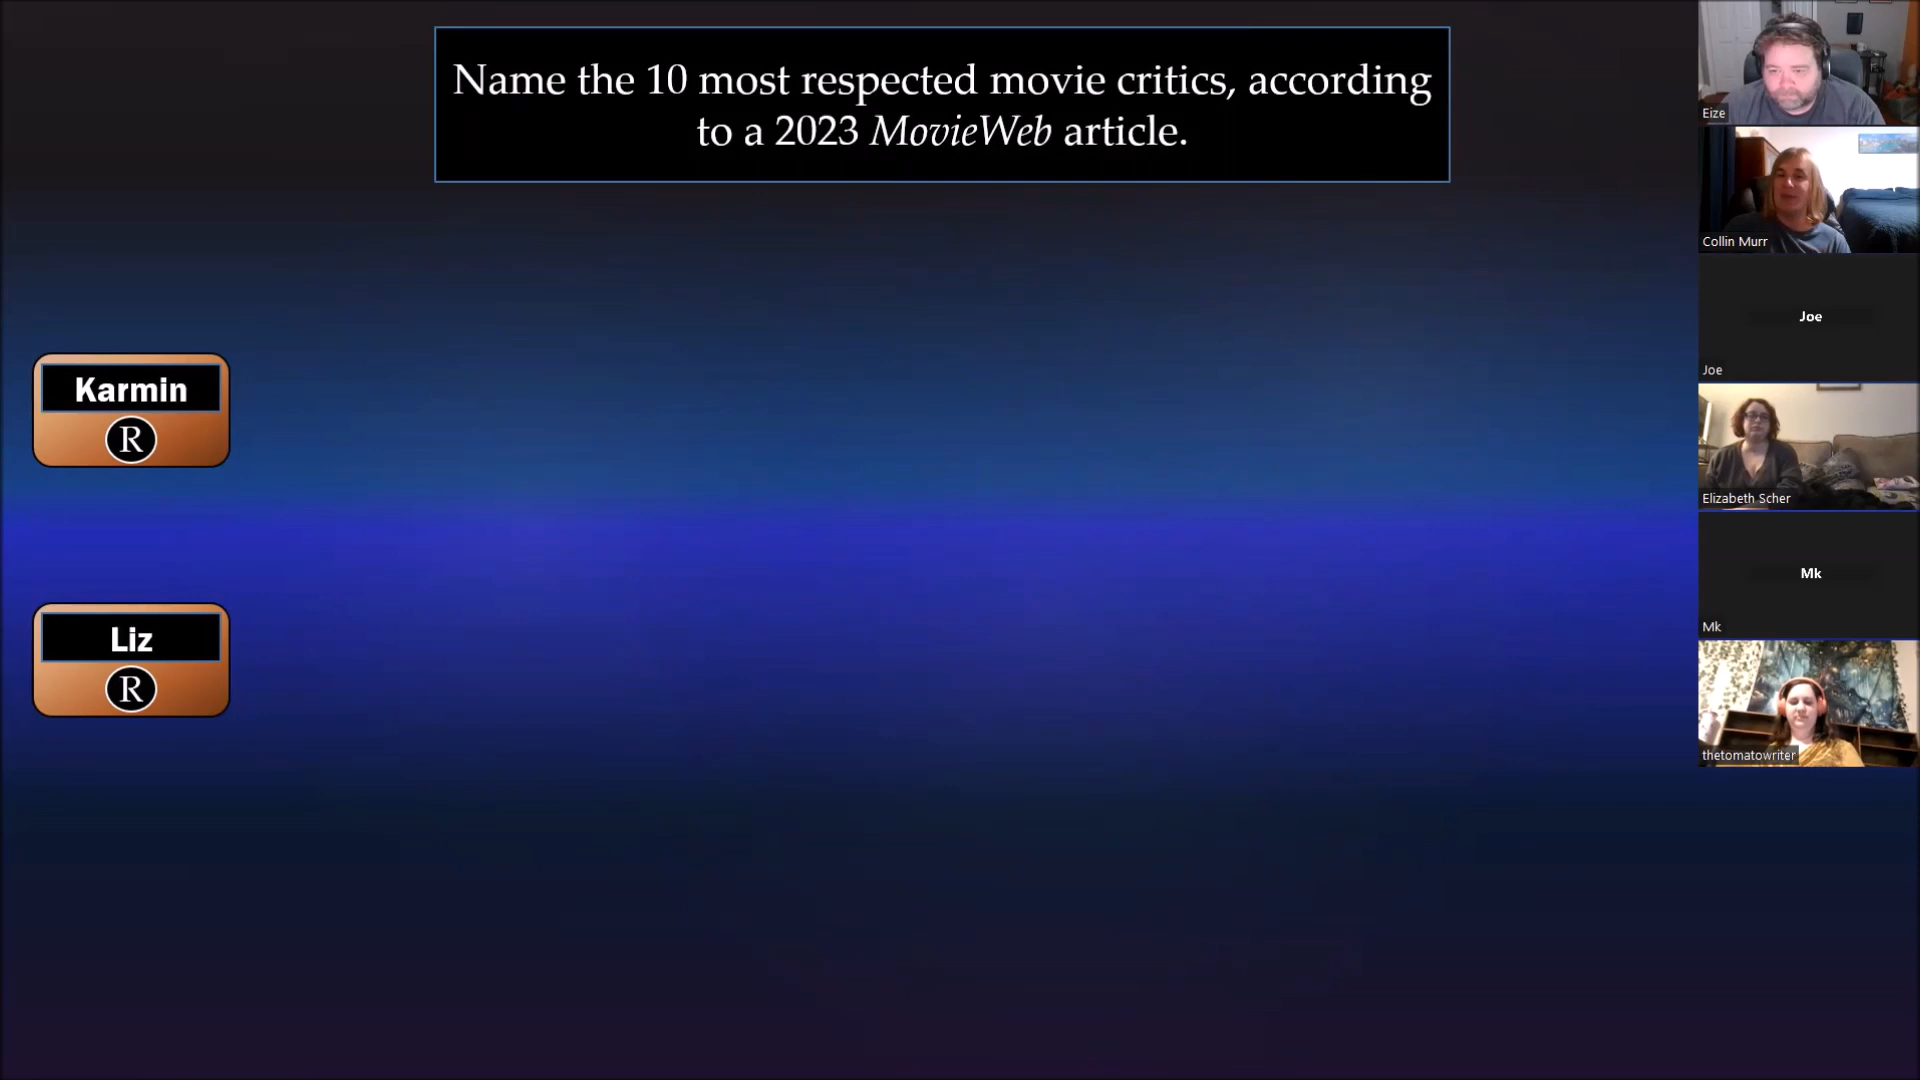 Name the 10 most respected movie critics, according
to a 2023 MovieWeb article.
Karmin
R
Liz
R
Eize
Collin Murr
Joe
Joe
Elizabeth Scher
Mk
Mk
thetomatowriter